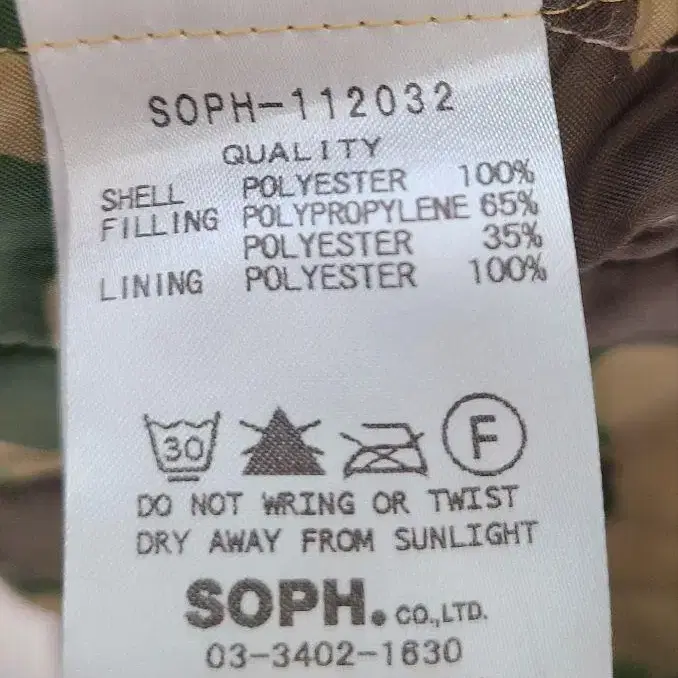 SOPH-112032
QUALITY
SHELL POLYESTER 100%
FILLING POLYPROPYLENE 65%
POLYESTER 35%
LINING POLYESTER 100%
30 F
DO NOT WRING OR TWIST
DRY AWAY FROM SUNLIGHT
SOPH. CO.,LTD.
03-3402-1630